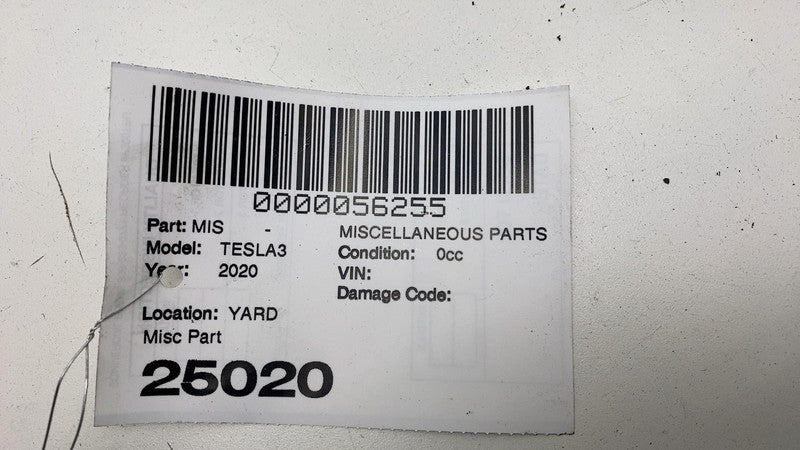 0000056255
Part: MIS - MISCELLANEOUS PARTS
Model: TESLA3 Condition: 0cc
Year: 2020 VIN:
Damage Code:
Location: YARD
Misc Part
25020